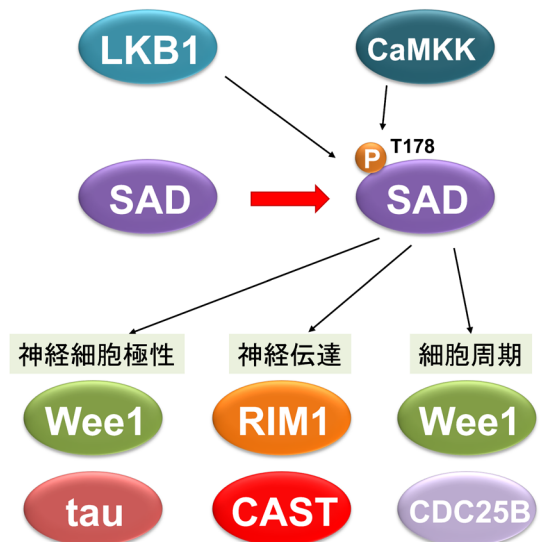 LKB1
CaMKK
P
T178
SAD
SAD
神経細胞極性
神経伝達
細胞周期
Wee1
RIM1
Wee1
tau
CAST
CDC25B